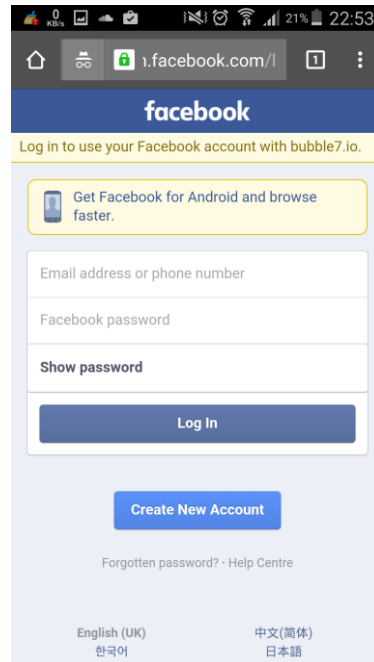 0 KB/s 21% 22:53
facebook.com/l 1
facebook
Log in to use your Facebook account with bubble7.io.
Get Facebook for Android and browse
faster.
Email address or phone number
Facebook password
Show password
Log In
Create New Account
Forgotten password? · Help Centre
English (UK) 中文(简体)
한국어 日本語